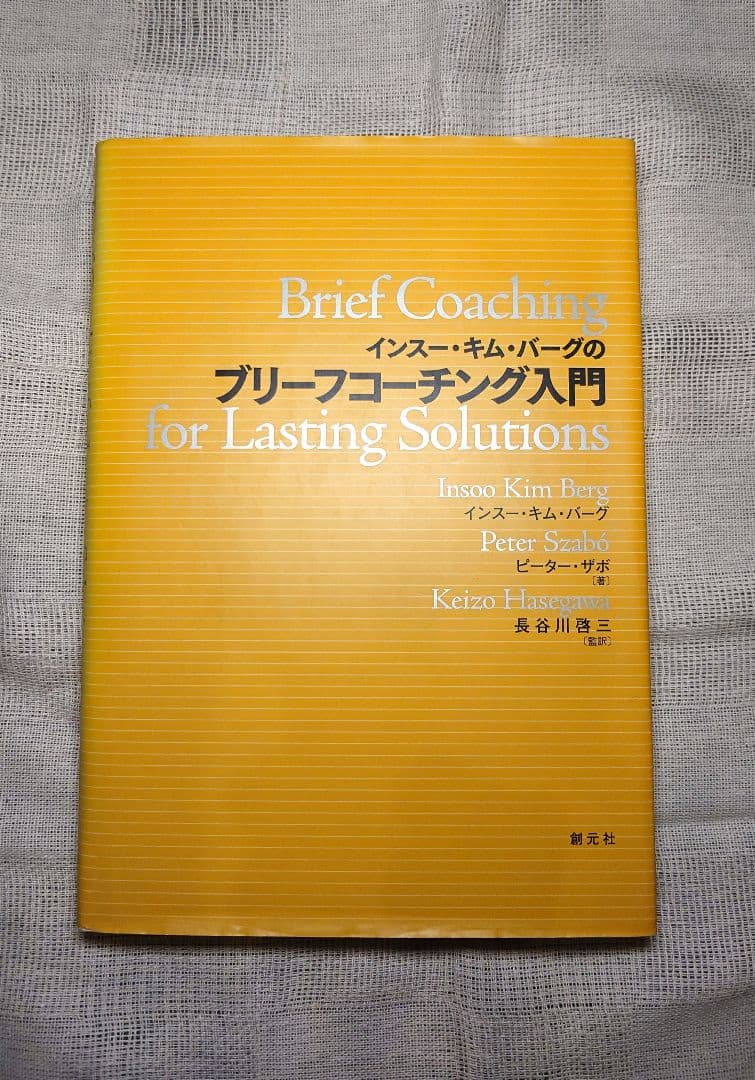 Brief Coaching
インスー・キム・バーグの
ブリーフコーチング入門
for Lasting Solutions
Insoo Kim Berg
インスー・キム・バーグ
Peter Szabó
ピーター・ザボ
〔著〕
Keizo Hasegawa
長谷川啓三
〔監訳〕
創元社